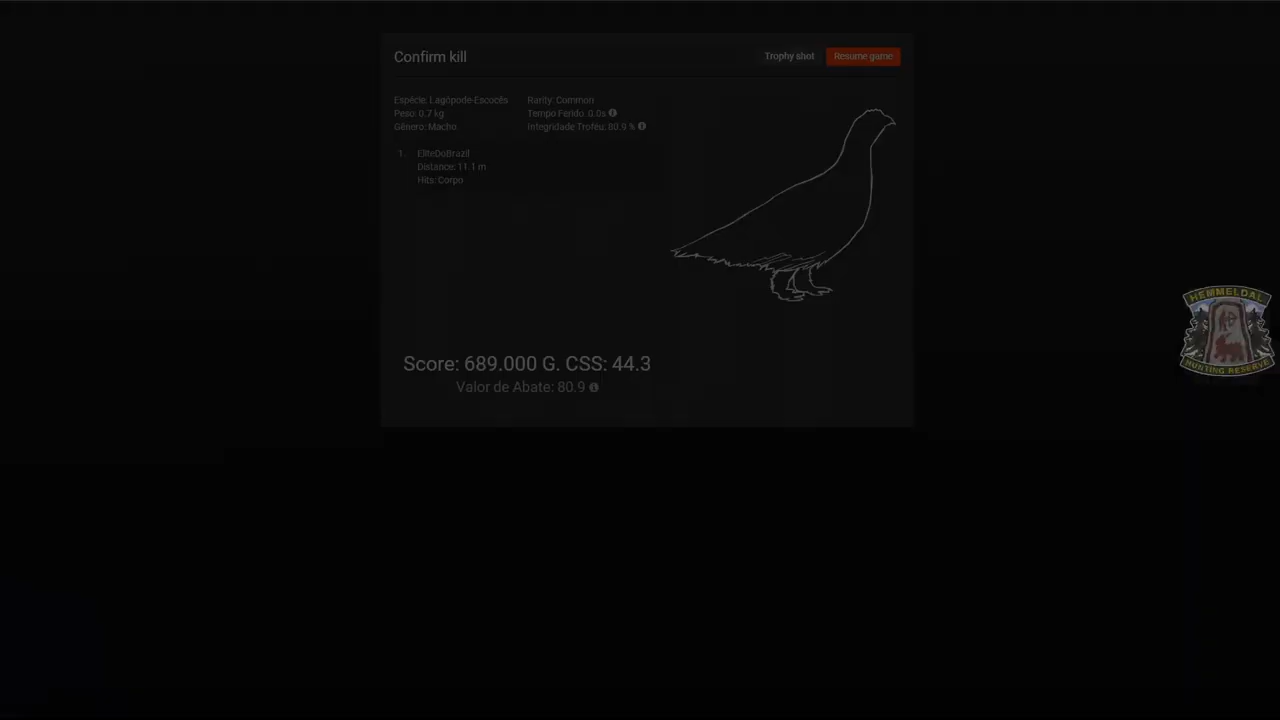 Confirm kill
Trophy shot
Resume game
Espécie: Lagópode-Escocês
Peso: 0.7 kg
Gênero: Macho
Rarity: Common
Tempo Ferido: 0.0s
Integridade Troféu: 80.9 %
1. EliteDoBrazil
Distance: 11.1 m
Hits: Corpo
Score: 689.000 G. CSS: 44.3
Valor de Abate: 80.9
HEMMELDAL
HUNTING RESERVE